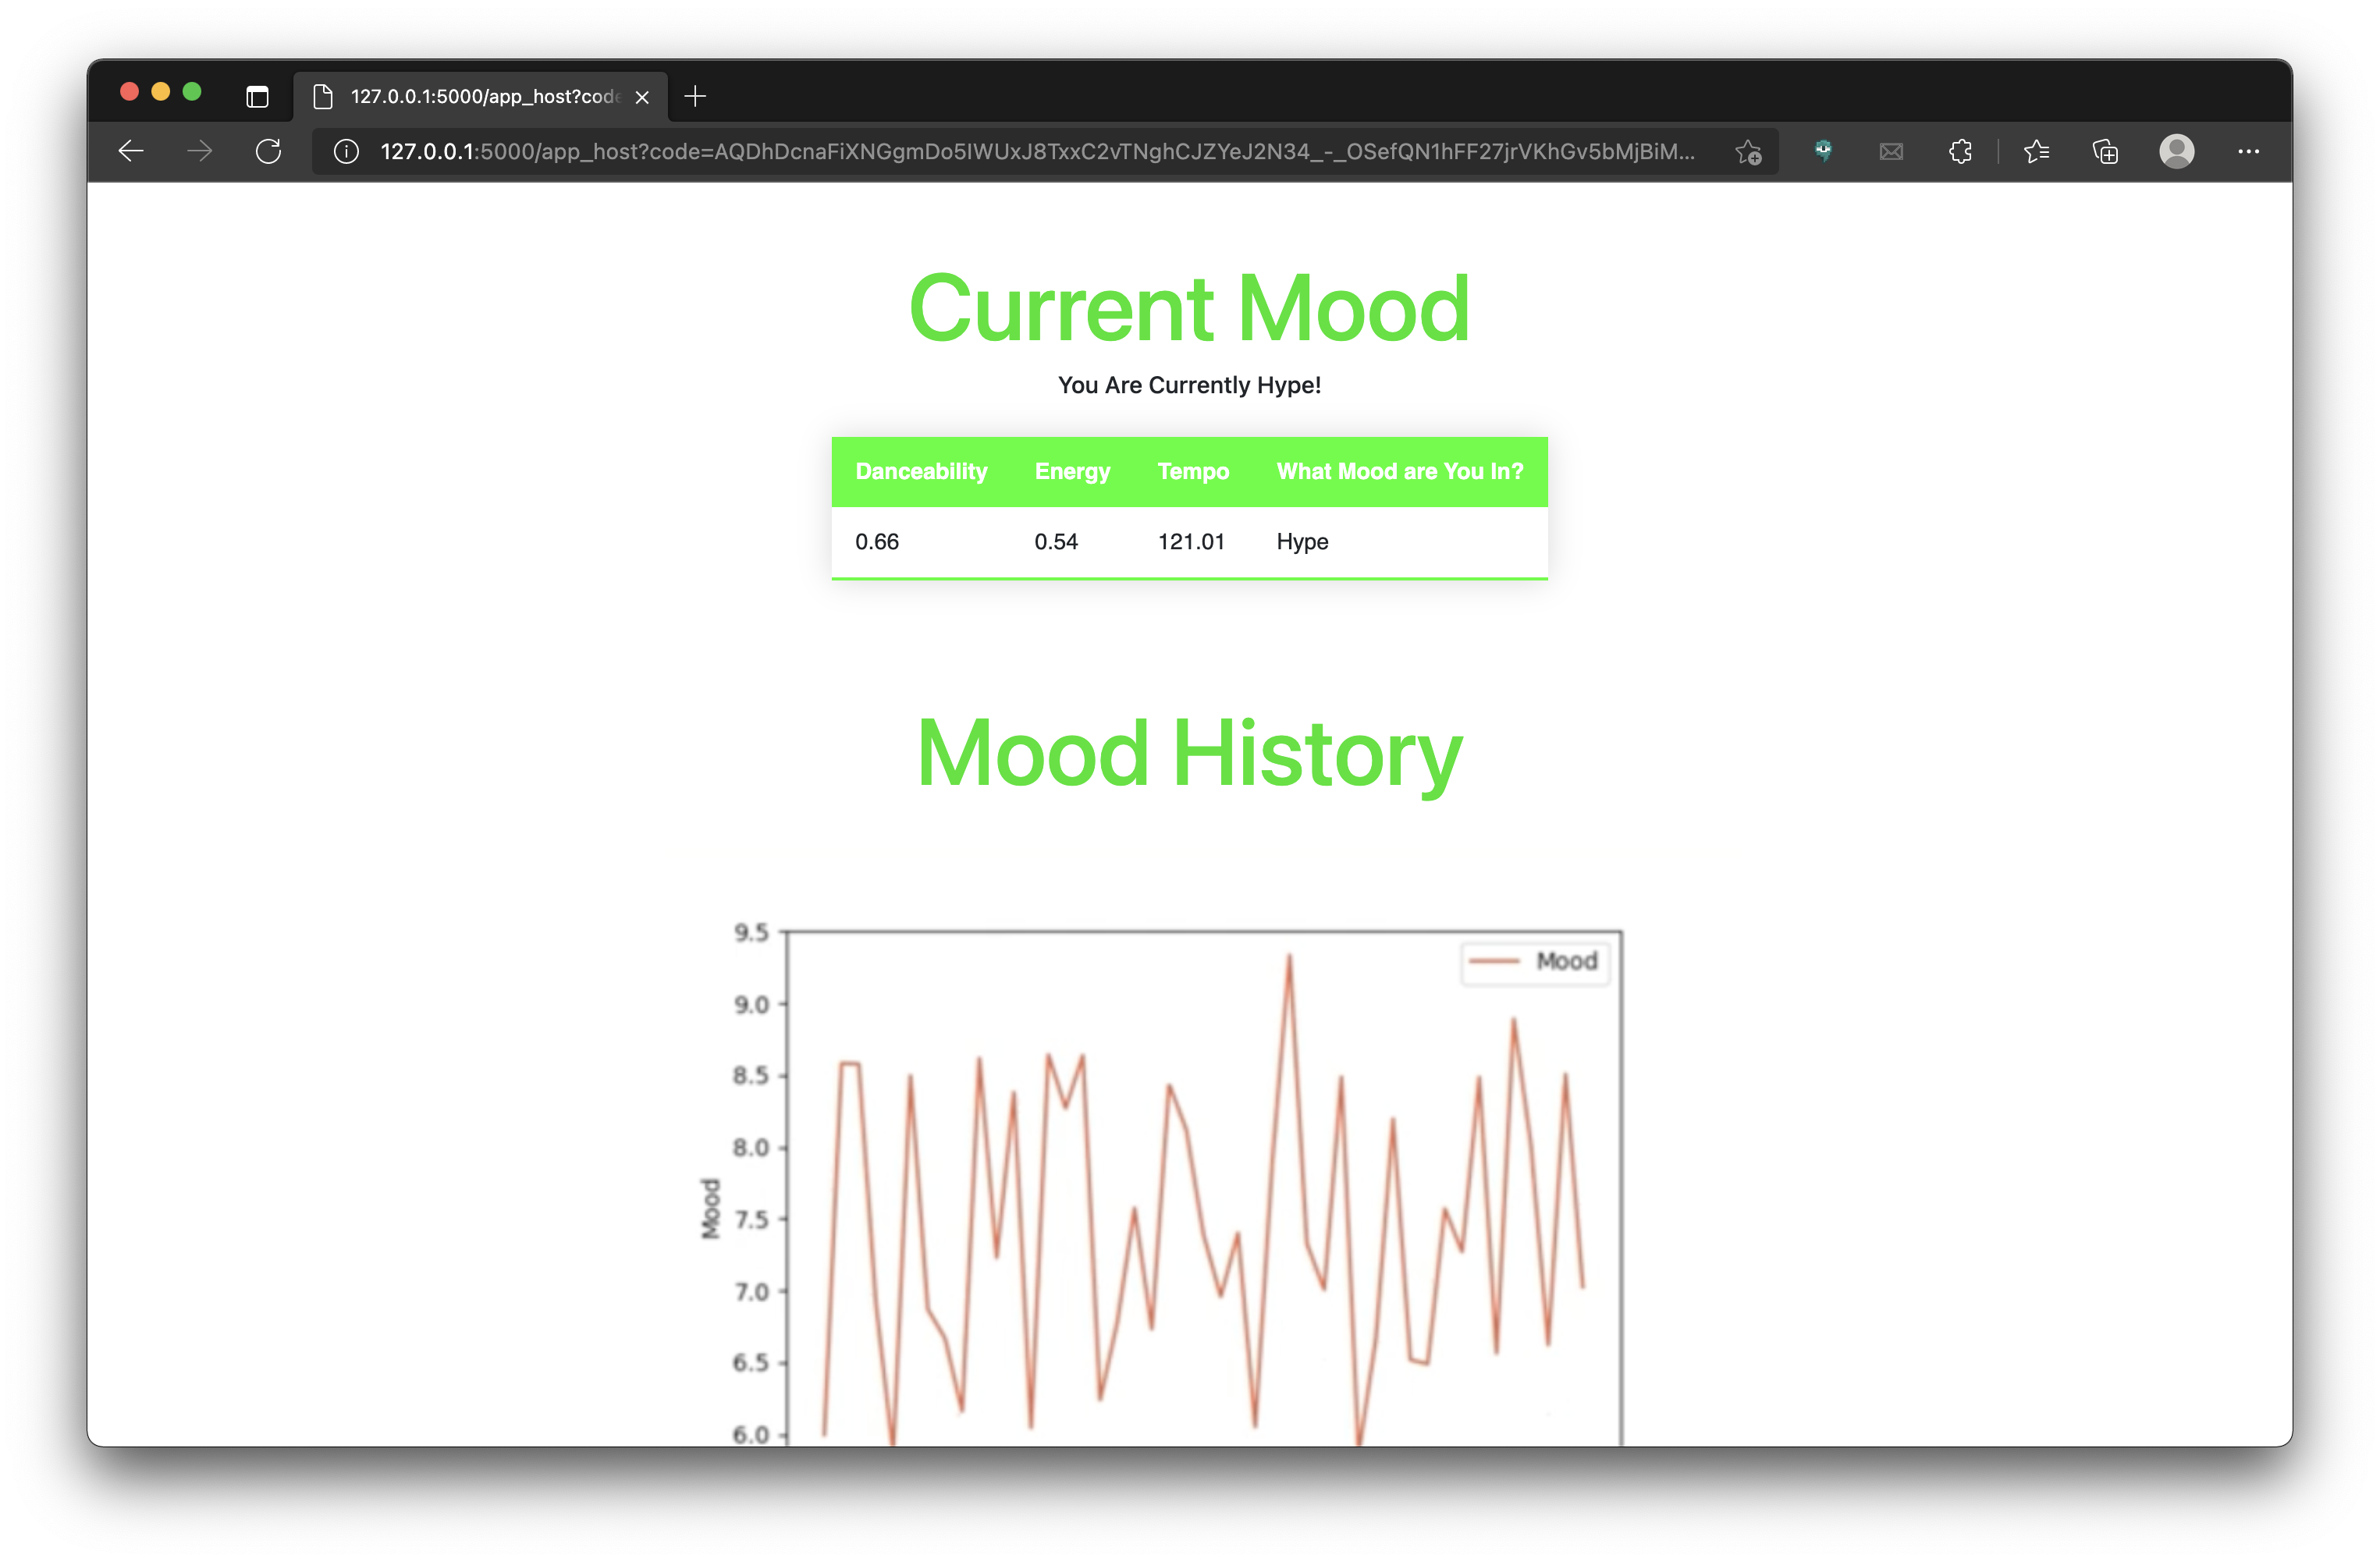 127.0.0.1:5000/app_host?code
127.0.0.1:5000/app_host?code=AQDhDcnaFiXNGgmDo5IWUxJ8TxxC2vTNghCJZYeJ2N34_-_OSefQN1hFF27jrVKhGv5bMjBiM...
Current Mood
You Are Currently Hype!
Danceability Energy Tempo What Mood are You In?
0.66 0.54 121.01 Hype
Mood History
9.5
Mood
9.0
8.5
8.0
Mood
7.5
7.0
6.5
6.0